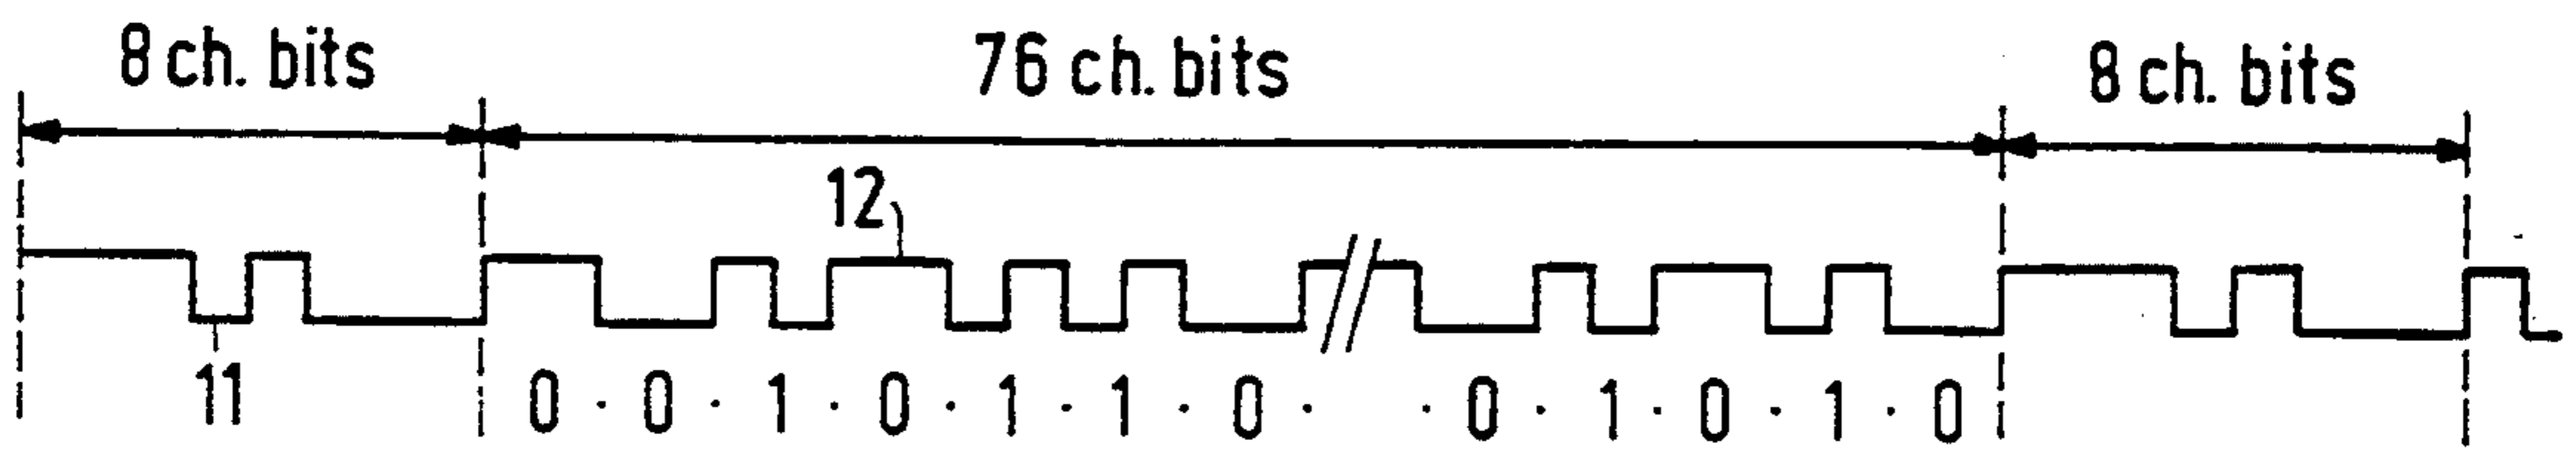 8 ch. bits 76 ch. bits 8 ch. bits
12
11
0 · 0 · 1 · 0 · 1 · 1 · 0 · · 0 · 1 · 0 · 1 · 0